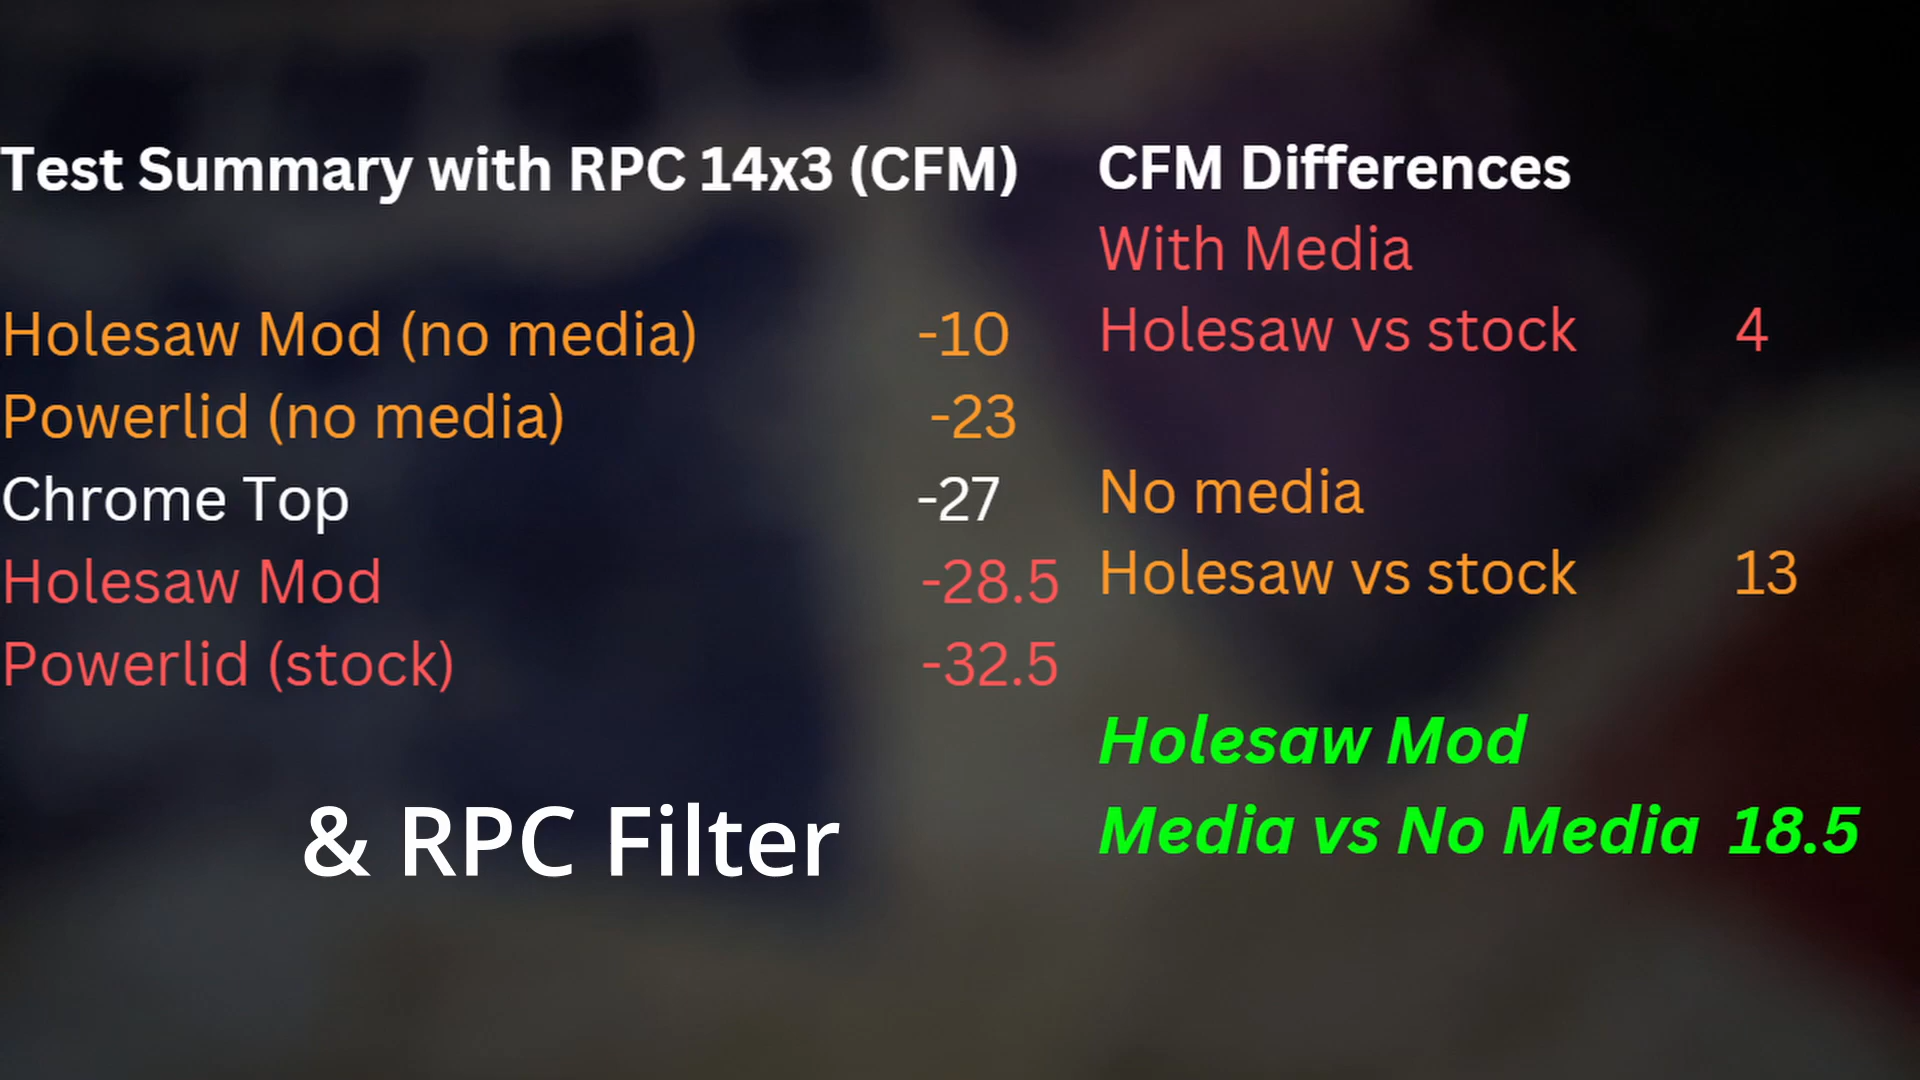 Test Summary with RPC 14x3 (CFM)
Holesaw Mod (no media) -10
Powerlid (no media) -23
Chrome Top -27
Holesaw Mod -28.5
Powerlid (stock) -32.5
& RPC Filter
CFM Differences
With Media
Holesaw vs stock 4
No media
Holesaw vs stock 13
Holesaw Mod
Media vs No Media 18.5